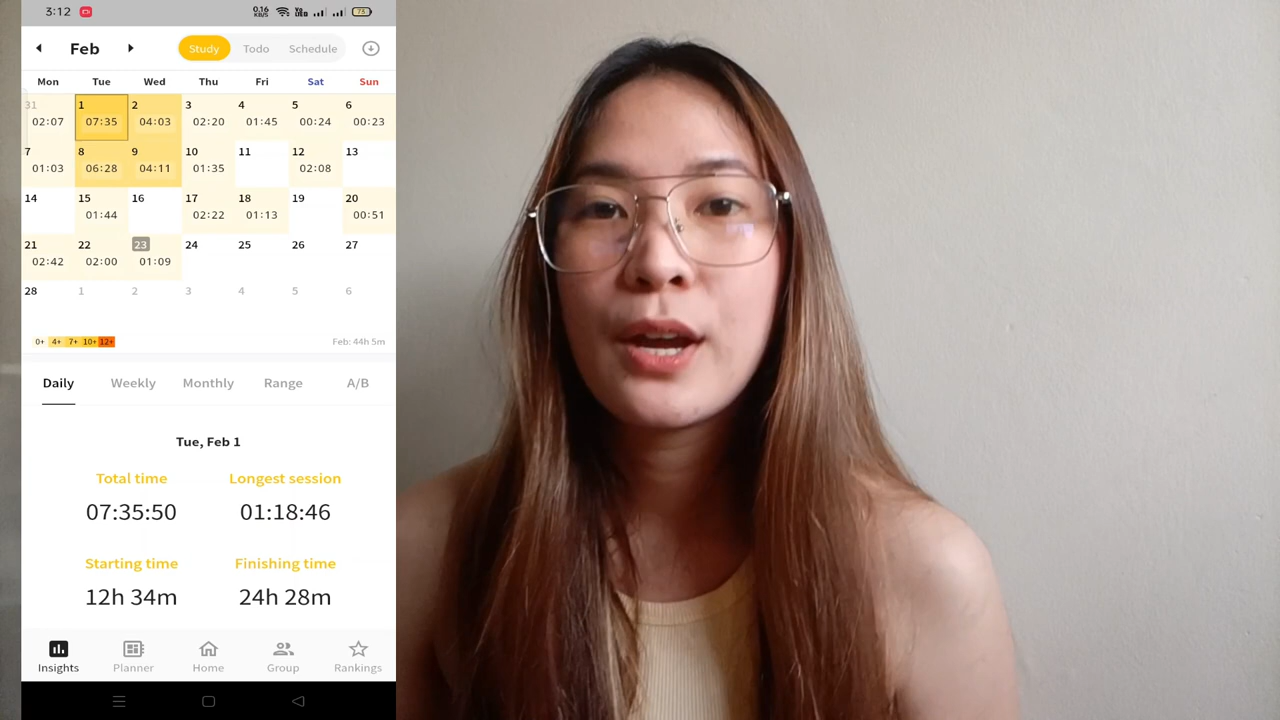 3:12 0.16 KB/S Vo LTE 75
Feb Study Todo Schedule
Mon Tue Wed Thu Fri Sat Sun
31 1 2 3 4 5 6
02:07 07:35 04:03 02:20 01:45 00:24 00:23
7 8 9 10 11 12 13
01:03 06:28 04:11 01:35 02:08
14 15 16 17 18 19 20
01:44 02:22 01:13 00:51
21 22 23 24 25 26 27
02:42 02:00 01:09
28 1 2 3 4 5 6
0+ 4+ 7+ 10+ 12+ Feb: 44h 5m
Daily Weekly Monthly Range A/B
Tue, Feb 1
Total time Longest session
07:35:50 01:18:46
Starting time Finishing time
12h 34m 24h 28m
Insights Planner Home Group Rankings